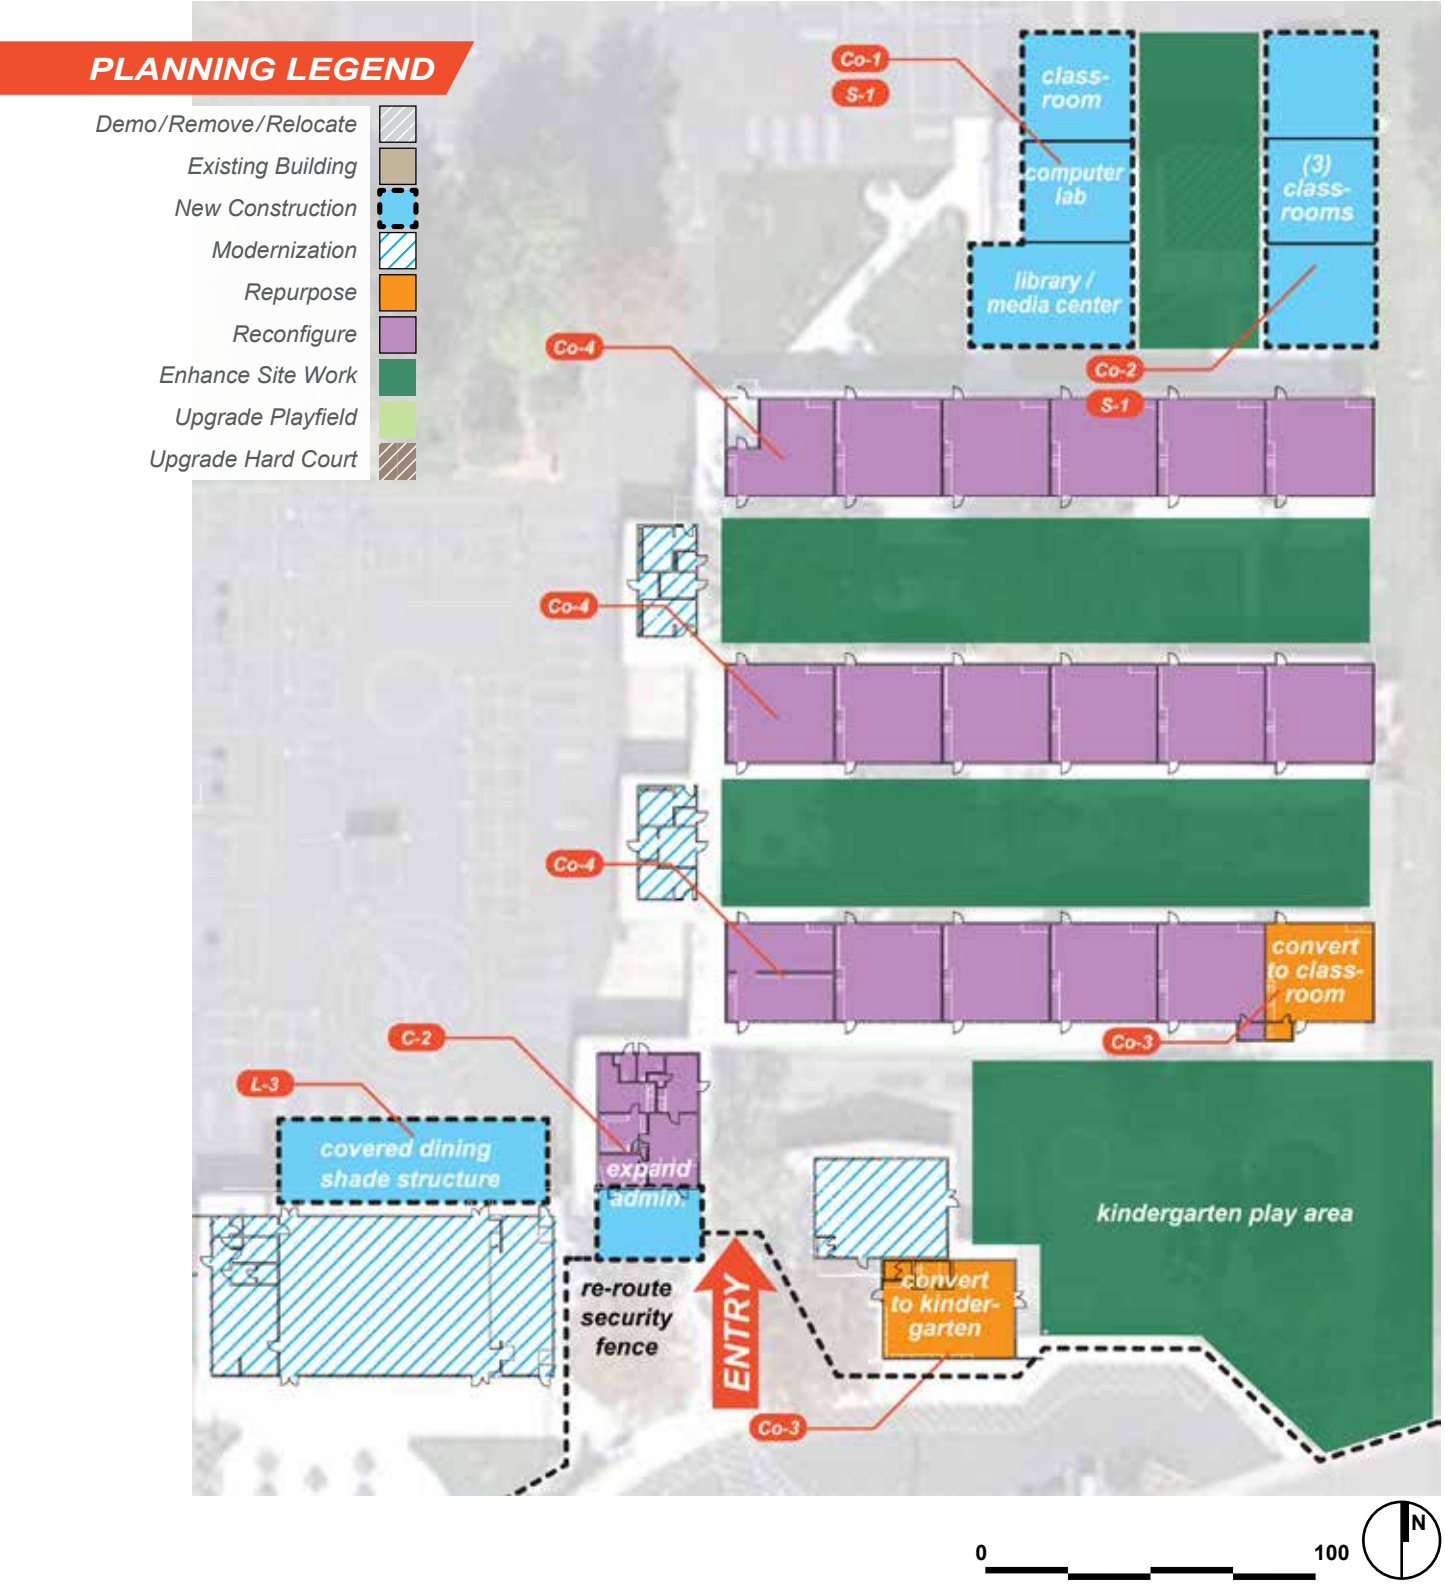 PLANNING LEGEND
Demo/Remove/Relocate
Existing Building
New Construction
Modernization
Repurpose
Reconfigure
Enhance Site Work
Upgrade Playfield
Upgrade Hard Court
Co-1
S-1
class-
room
computer
lab
library /
media center
(3)
class-
rooms
Co-2
S-1
Co-4
Co-4
Co-4
convert
to class-
room
Co-3
C-2
L-3
covered dining
shade structure
expand
admin.
re-route
security
fence
ENTRY
convert
to kinder-
garten
Co-3
kindergarten play area
0
100
N